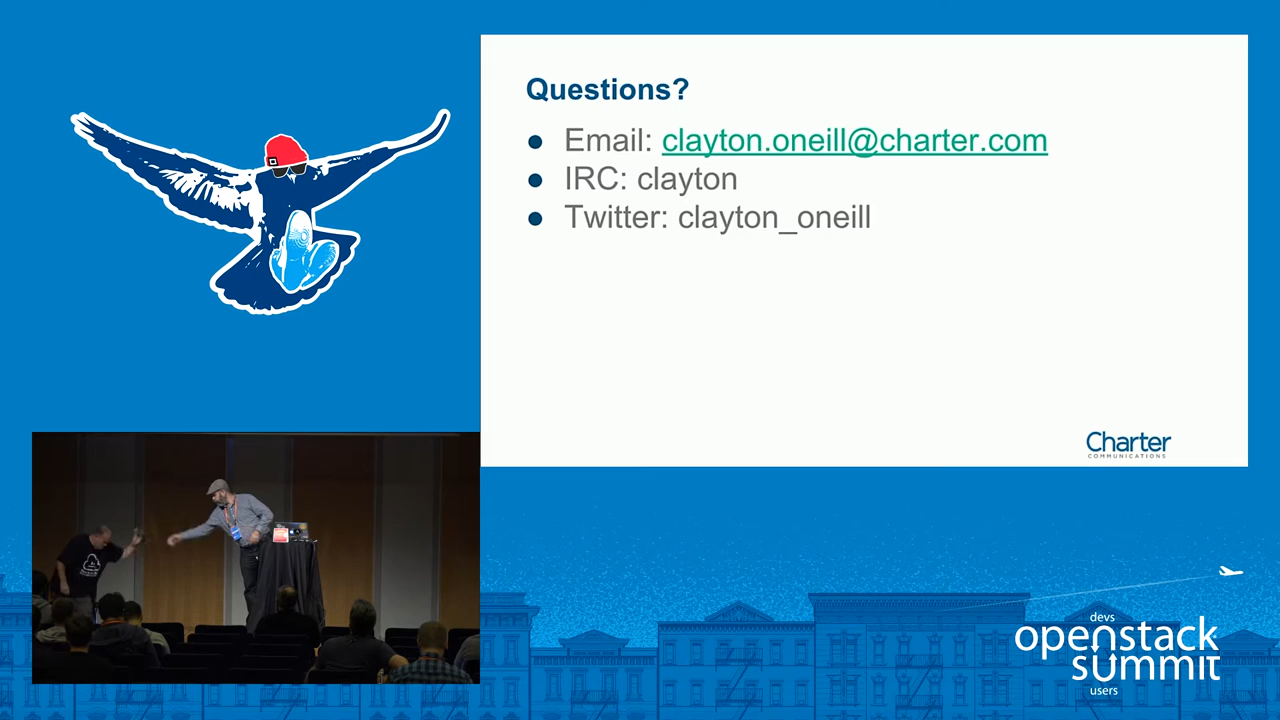 Questions?
● Email: clayton.oneill@charter.com
● IRC: clayton
● Twitter: clayton_oneill
Charter
COMMUNICATIONS
devs
openstack
summit
users